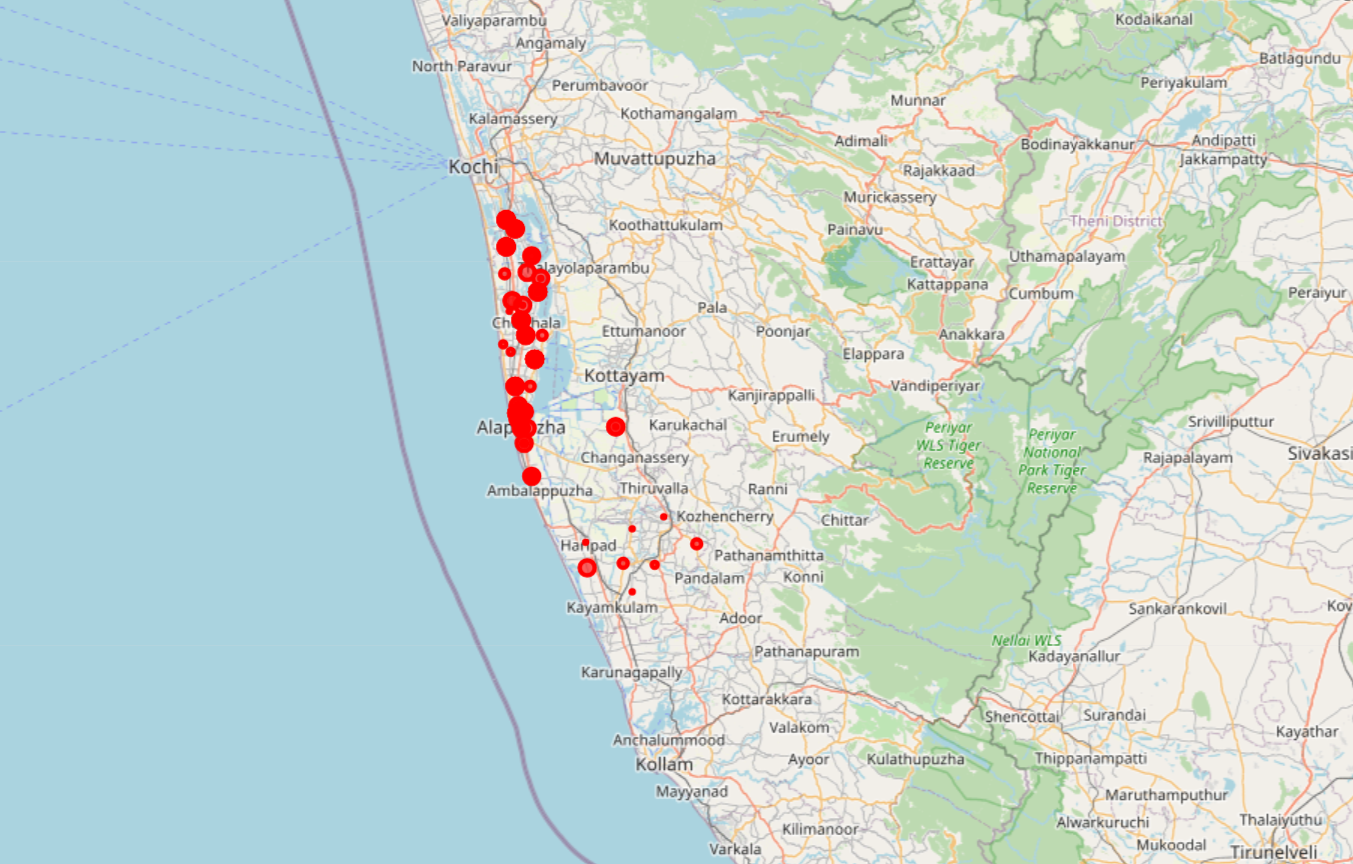 Valiyaparambu
Kodaikanal
Angamaly
Batlagundu
North Paravur
Perumbavoor
Periyakulam
Munnar
Kothamangalam
Kalamassery
Adimali
Bodinayakkanur
Andipatti
Jakkampatty
Kochi
Muvattupuzha
Rajakkaad
Murickassery
Theni District
Koothattukulam
Painavu
Uthamapalayam
Erattayar
Kattappana
Cumbum
Peraiyur
Pala
Ettumanoor
Poonjar
Anakkara
Elappara
Kottayam
Vandiperiyar
Kanjirappalli
Srivilliputtur
Karukachal
Erumely
Periyar
WLS Tiger
Reserve
Periyar
National
Park Tiger
Reserve
Sivakasi
Rajapalayam
Changanassery
Ambalappuzha
Thiruvalla
Ranni
Kozhencherry
Chittar
Pathanamthitta
Pandalam
Konni
Kayamkulam
Adoor
Sankarankovil
Kov
Nellai WLS
Pathanapuram
Kadayanallur
Karunagapally
Kottarakkara
Shencottai
Surandai
Valakom
Kayathar
Anchalummood
Kollam
Ayoor
Kulathupuzha
Thippanampatti
Mayyanad
Maruthamputhur
Alwarkuruchi
Thalaiyuthu
Kilimanoor
Mukoodal
Varkala
Tirunelveli